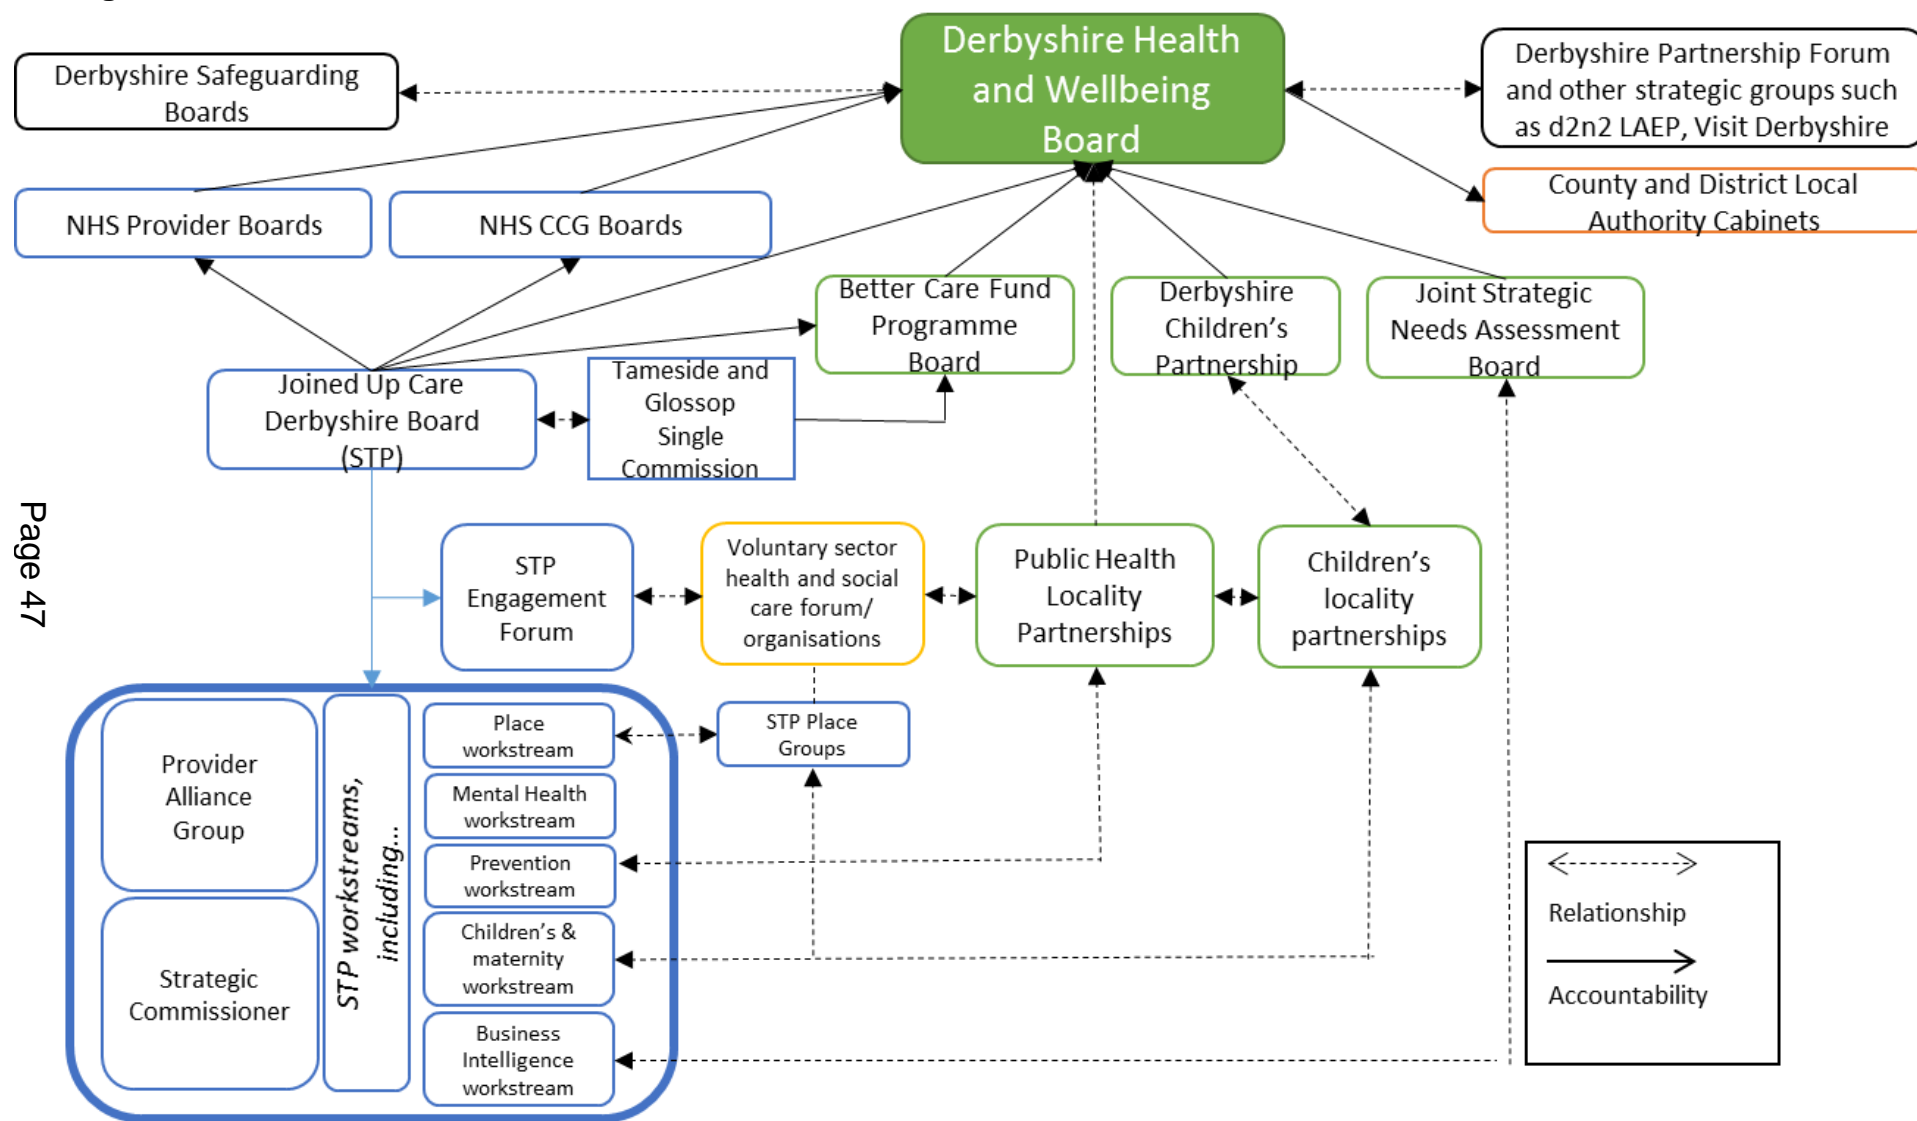 Derbyshire Health
and Wellbeing
Board
Derbyshire Safeguarding
Boards
Derbyshire Partnership Forum
and other strategic groups such
as d2n2 LAEP, Visit Derbyshire
NHS Provider Boards
NHS CCG Boards
County and District Local
Authority Cabinets
Better Care Fund
Programme
Board
Derbyshire
Children’s
Partnership
Joint Strategic
Needs Assessment
Board
Joined Up Care
Derbyshire Board
(STP)
Tameside and
Glossop
Single
Commission
Page 47
STP
Engagement
Forum
Voluntary sector
health and social
care forum/
organisations
Public Health
Locality
Partnerships
Children’s
locality
partnerships
Provider
Alliance
Group
Strategic
Commissioner
STP workstreams,
including...
Place
workstream
Mental Health
workstream
Prevention
workstream
Children’s &
maternity
workstream
Business
Intelligence
workstream
STP Place
Groups
Relationship
Accountability